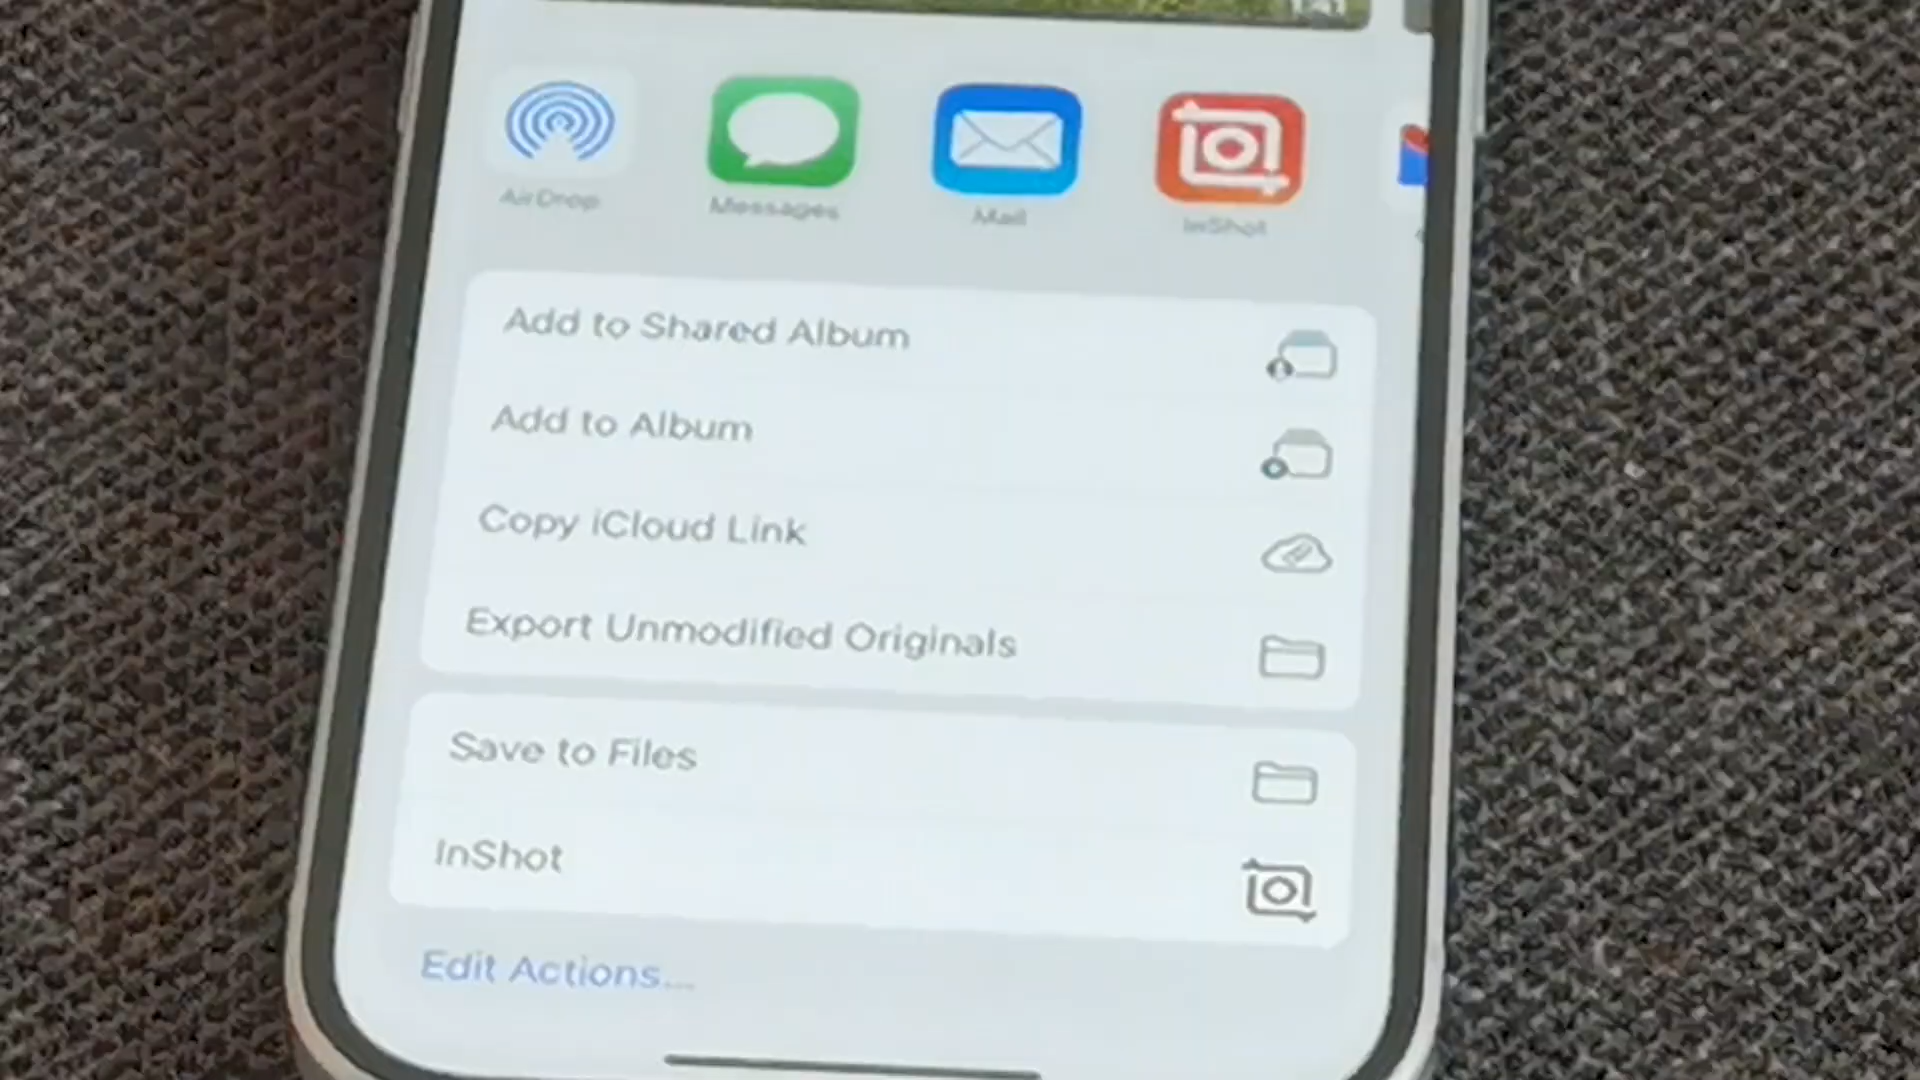 AirDrop
Messages
Mail
InShot
Add to Shared Album
Add to Album
Copy iCloud Link
Export Unmodified Originals
Save to Files
InShot
Edit Actions...